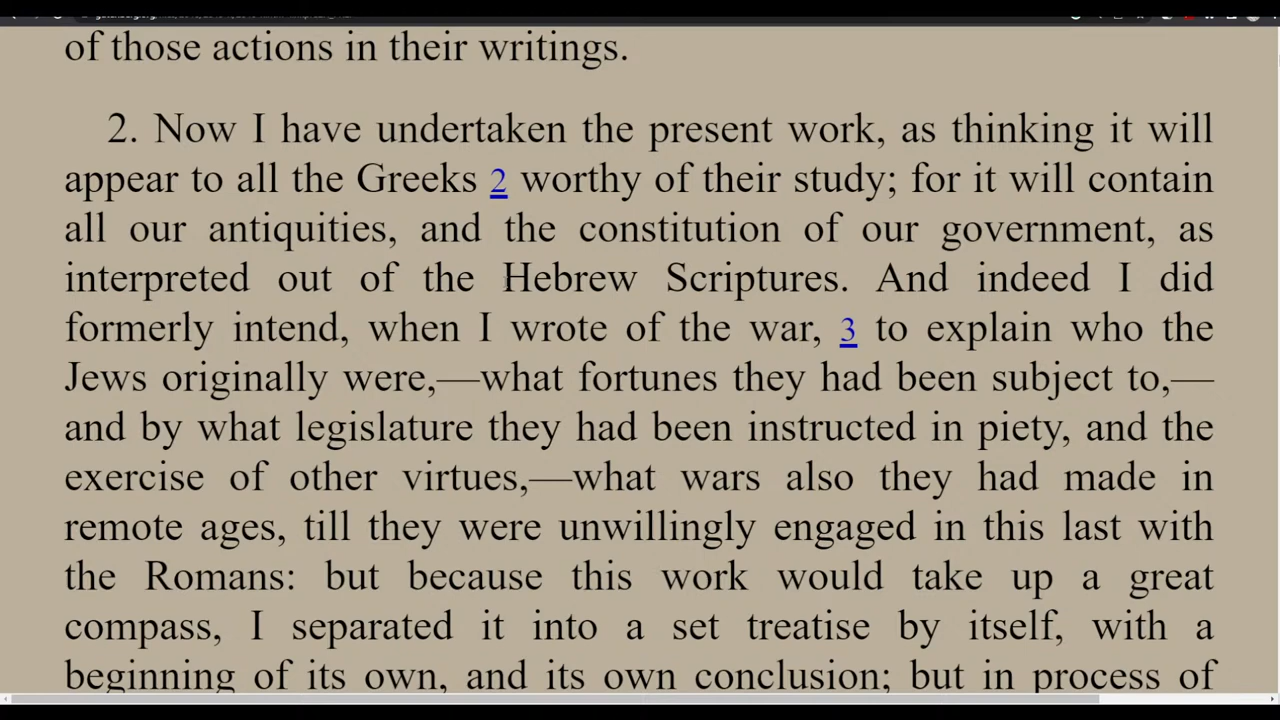 of those actions in their writings.
2. Now I have undertaken the present work, as thinking it will
appear to all the Greeks 2 worthy of their study; for it will contain
all our antiquities, and the constitution of our government, as
interpreted out of the Hebrew Scriptures. And indeed I did
formerly intend, when I wrote of the war, 3 to explain who the
Jews originally were,—what fortunes they had been subject to,—
and by what legislature they had been instructed in piety, and the
exercise of other virtues,—what wars also they had made in
remote ages, till they were unwillingly engaged in this last with
the Romans: but because this work would take up a great
compass, I separated it into a set treatise by itself, with a
beginning of its own, and its own conclusion; but in process of